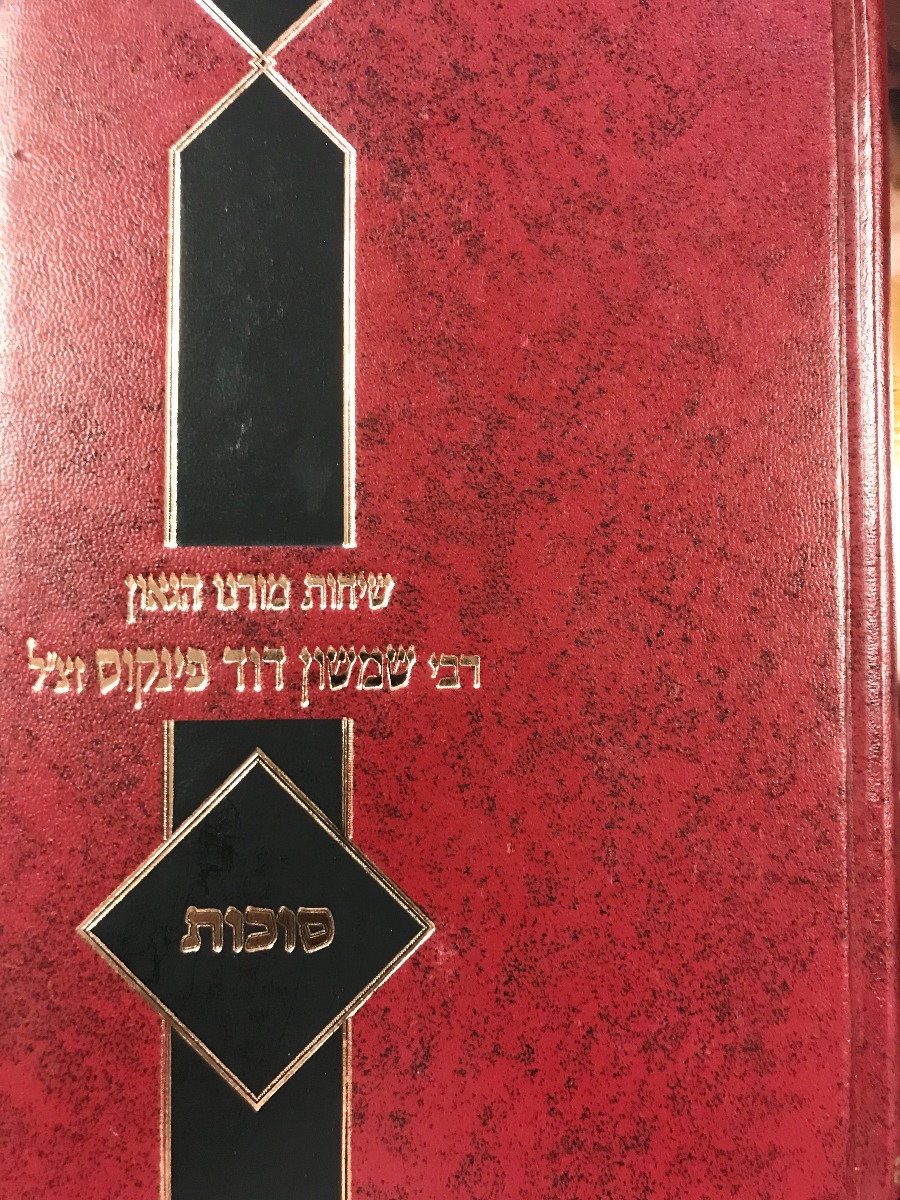 שיחות מורנו הגאון
רבי שמשון דוד פינקוס זצ"ל
סוכות